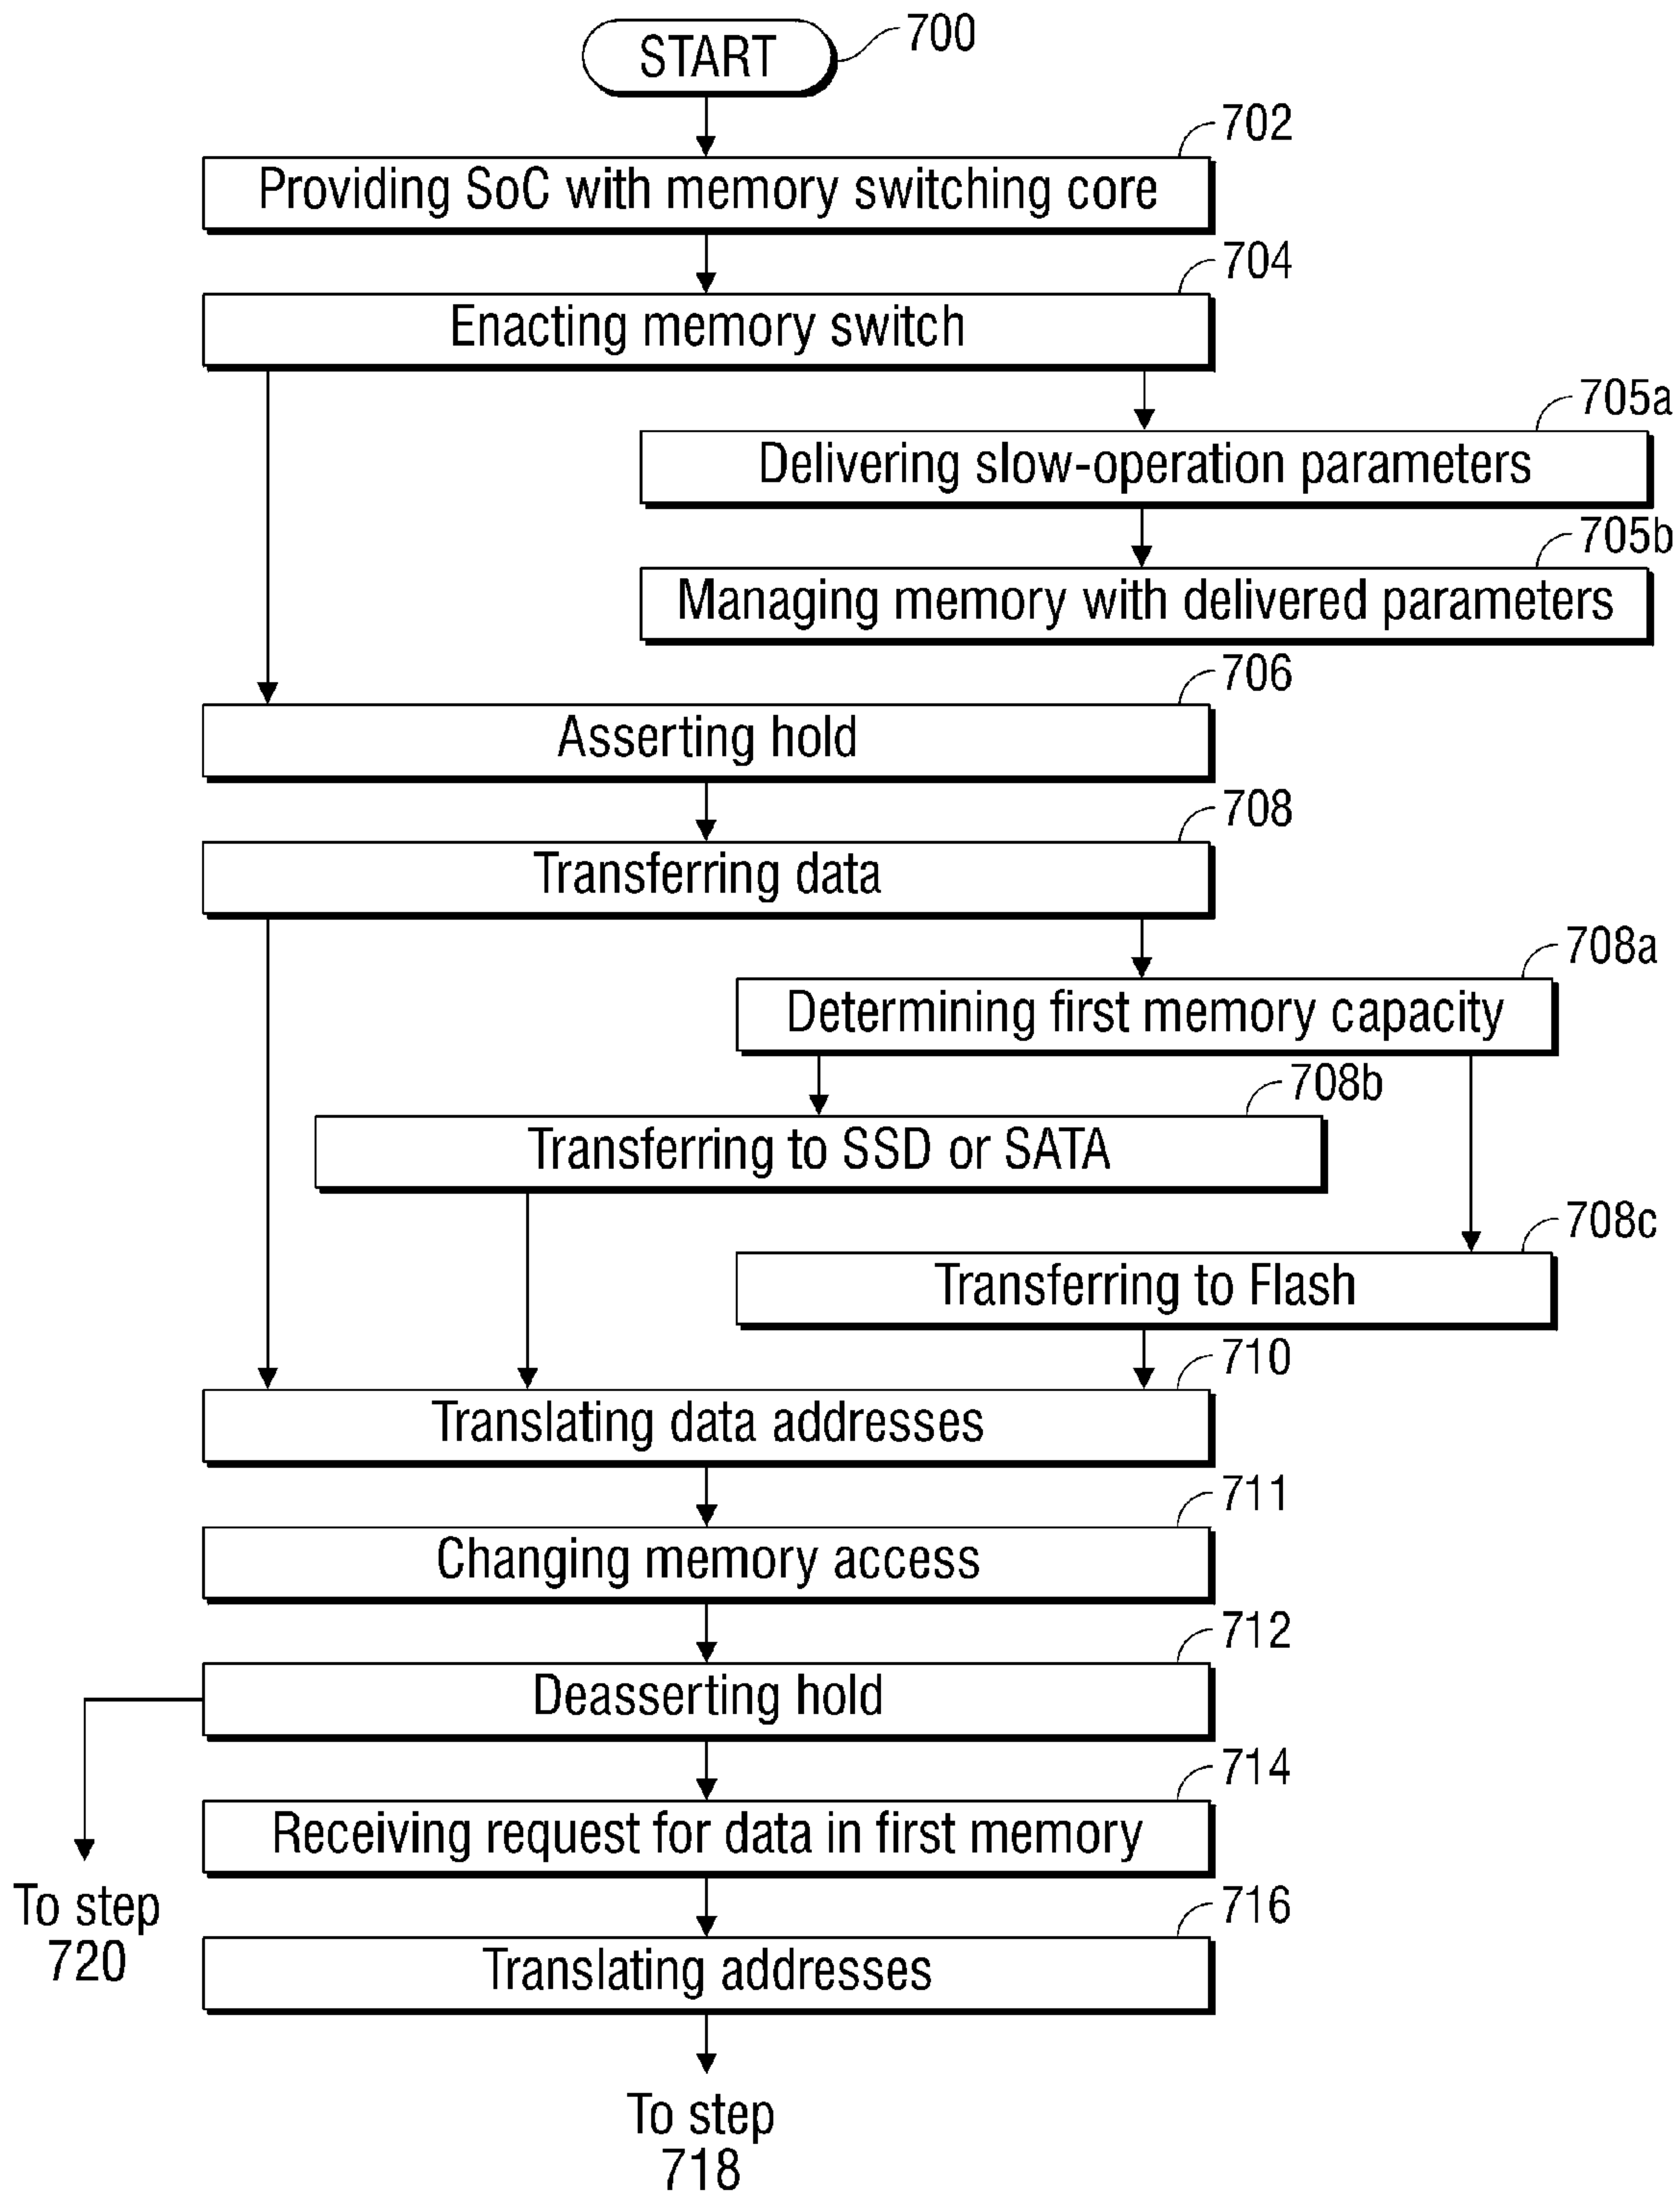 START
700
702
Providing SoC with memory switching core
704
Enacting memory switch
705a
Delivering slow-operation parameters
705b
Managing memory with delivered parameters
706
Asserting hold
708
Transferring data
708a
Determining first memory capacity
708b
Transferring to SSD or SATA
708c
Transferring to Flash
710
Translating data addresses
711
Changing memory access
712
Deasserting hold
714
Receiving request for data in first memory
To step
720
716
Translating addresses
To step
718